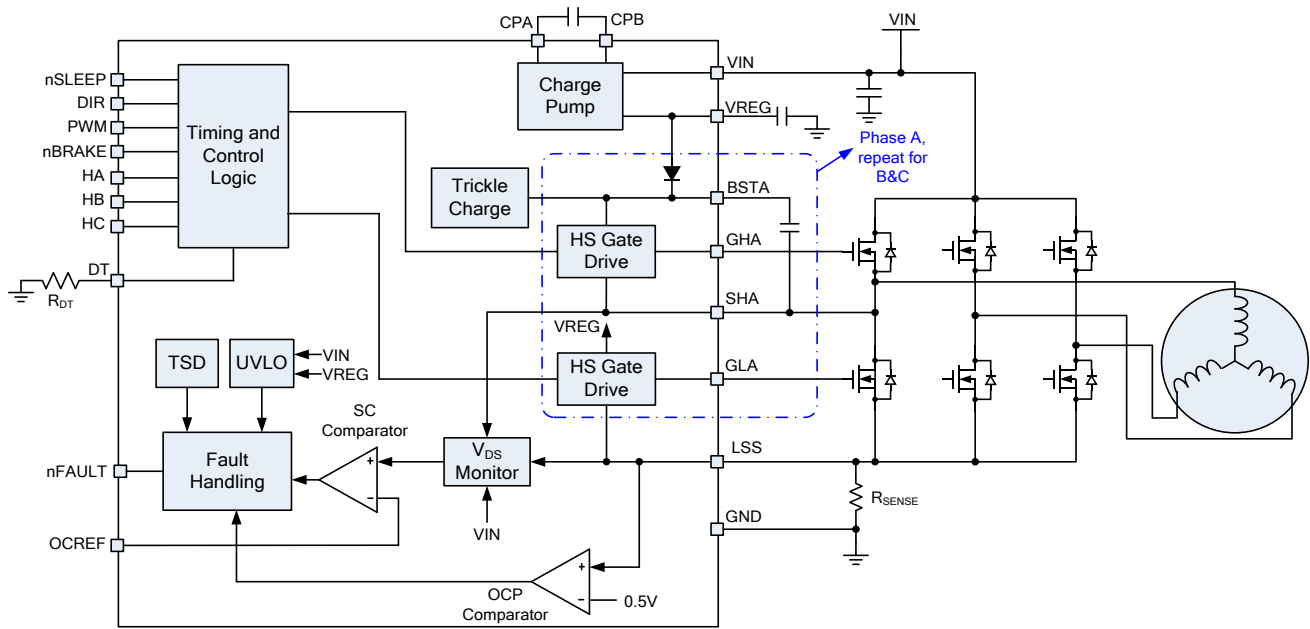 CPA
CPB
VIN
nSLEEP
DIR
PWM
nBRAKE
HA
HB
HC
DT
RDT
Timing and
Control
Logic
Charge
Pump
VIN
VREG
Phase A,
repeat for
B&C
Trickle
Charge
BSTA
HS Gate
Drive
GHA
SHA
VREG
HS Gate
Drive
GLA
TSD
UVLO
VIN
VREG
SC
Comparator
+
−
VDS
Monitor
VIN
LSS
Fault
Handling
nFAULT
OCREF
RSENSE
GND
+
−
0.5V
OCP
Comparator